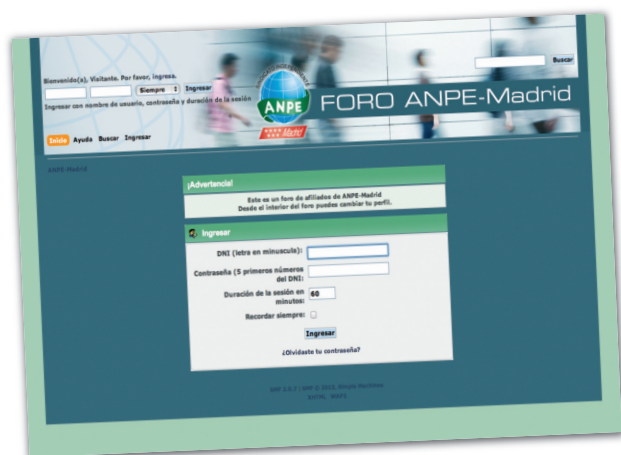 Bienvenido(a), Visitante. Por favor, ingresa.
Siempre Ingresar
Ingresar con nombre de usuario, contraseña y duración de la sesión
Buscar
ANPE
Madrid
FORO ANPE-Madrid
Inicio Ayuda Buscar Ingresar
ANPE-Madrid
¡Advertencia!
Este es un foro de afiliados de ANPE-Madrid
Desde el interior del foro puedes cambiar tu perfil.
Ingresar
DNI (letra en minuscula):
Contraseña (5 primeros números
del DNI:
Duración de la sesión en
minutos:
60
Recordar siempre:
Ingresar
¿Olvidaste tu contraseña?